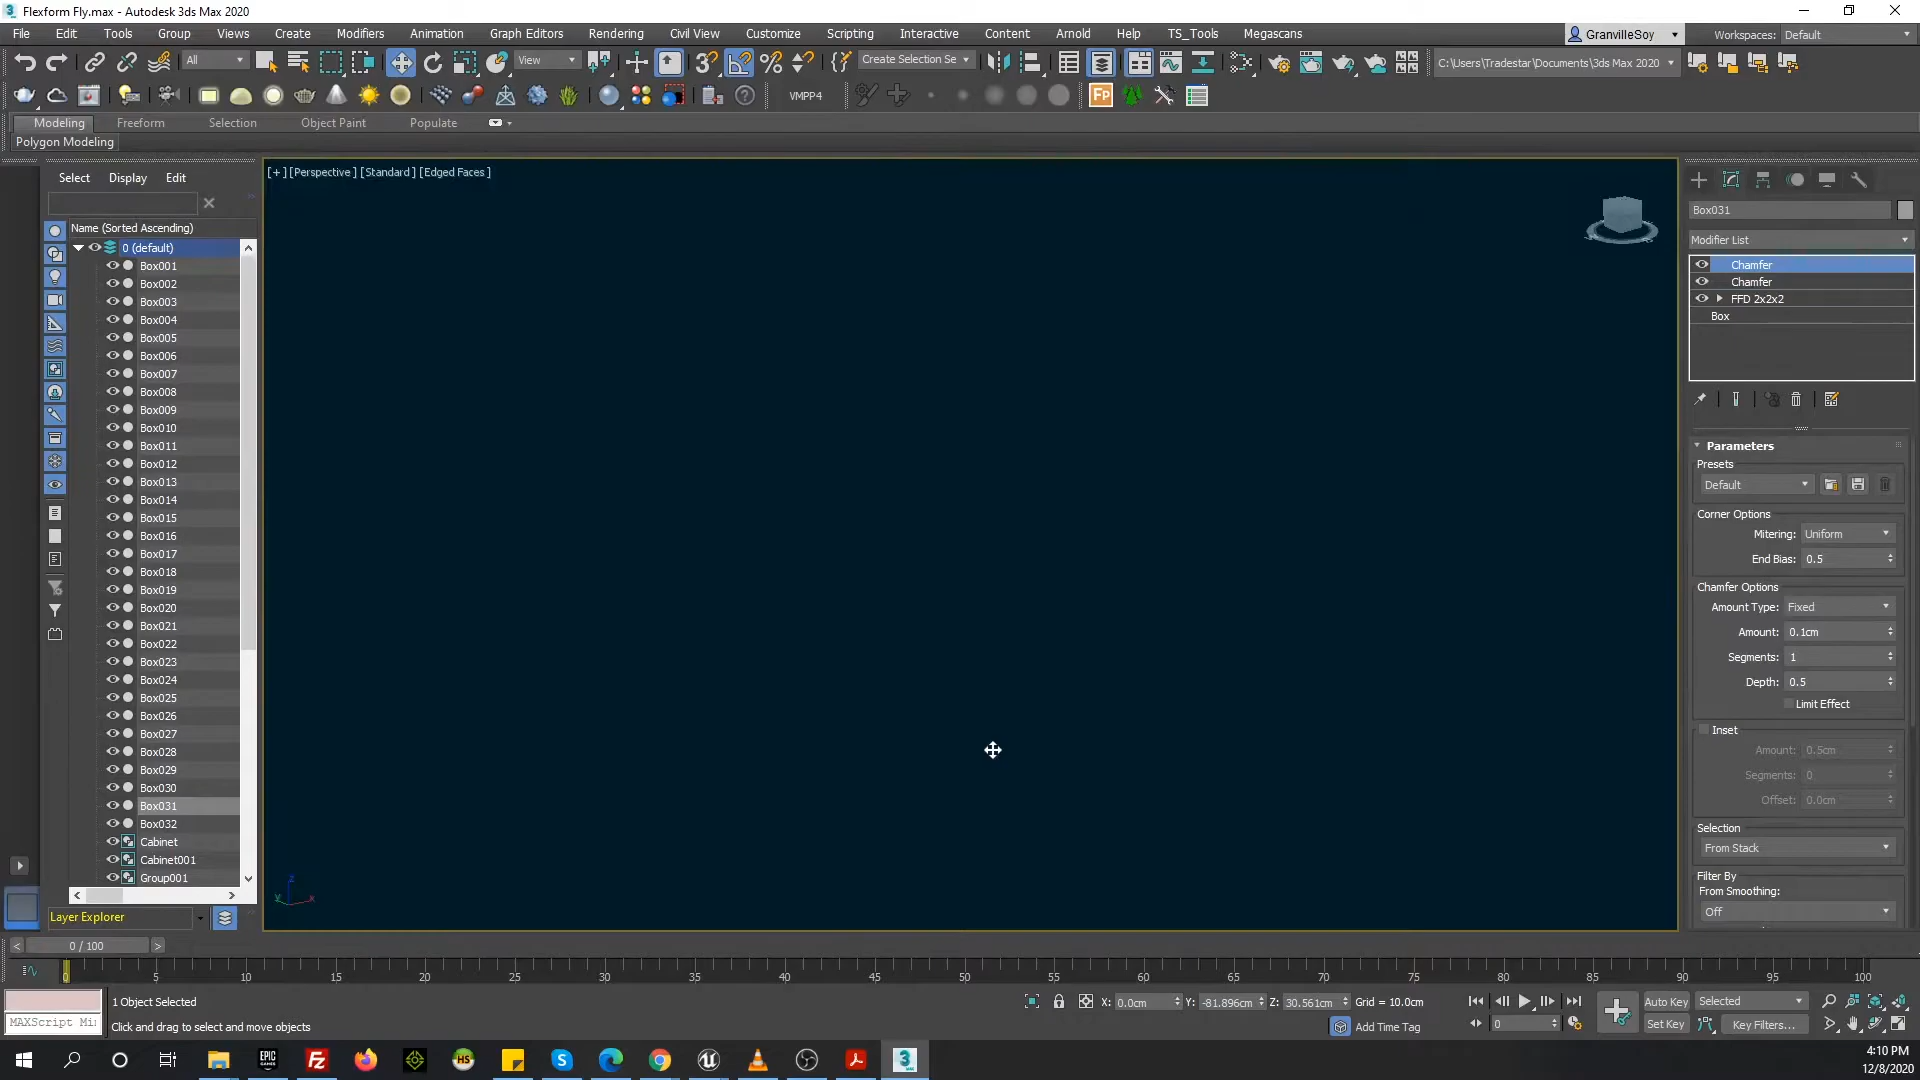 Flexform Fly.max - Autodesk 3ds Max 2020
File Edit Tools Group Views Create Modifiers Animation Graph Editors Rendering Civil View Customize Scripting Interactive Content Arnold Help TS_Tools Megascans GranvilleSoy Workspaces: Default
All View Create Selection Se C:\Users\Tradestar\Documents\3ds Max 2020
VMPP4
Modeling Freeform Selection Object Paint Populate
Polygon Modeling
Select Display Edit
[+] [Perspective] [Standard] [Edged Faces]
Name (Sorted Ascending)
0 (default)
Box001
Box002
Box003
Box004
Box005
Box006
Box007
Box008
Box009
Box010
Box011
Box012
Box013
Box014
Box015
Box016
Box017
Box018
Box019
Box020
Box021
Box022
Box023
Box024
Box025
Box026
Box027
Box028
Box029
Box030
Box031
Box032
Cabinet
Cabinet001
Group001
Layer Explorer
z
y x
Box031
Modifier List
Chamfer
Chamfer
FFD 2x2x2
Box
Parameters
Presets
Default
Corner Options
Mitering: Uniform
End Bias: 0.5
Chamfer Options
Amount Type: Fixed
Amount: 0.1cm
Segments: 1
Depth: 0.5
Limit Effect
Inset
Amount: 0.5cm
Segments: 0
Offset: 0.0cm
Selection
From Stack
Filter By
From Smoothing:
Off
0 / 100
0 5 10 15 20 25 30 35 40 45 50 55 60 65 70 75 80 85 90 95 100
1 Object Selected X: 0.0cm Y: -81.896cm Z: 30.561cm Grid = 10.0cm Auto Key Selected
MAXScript Mi Click and drag to select and move objects Add Time Tag 0 Set Key Key Filters...
4:10 PM
12/8/2020